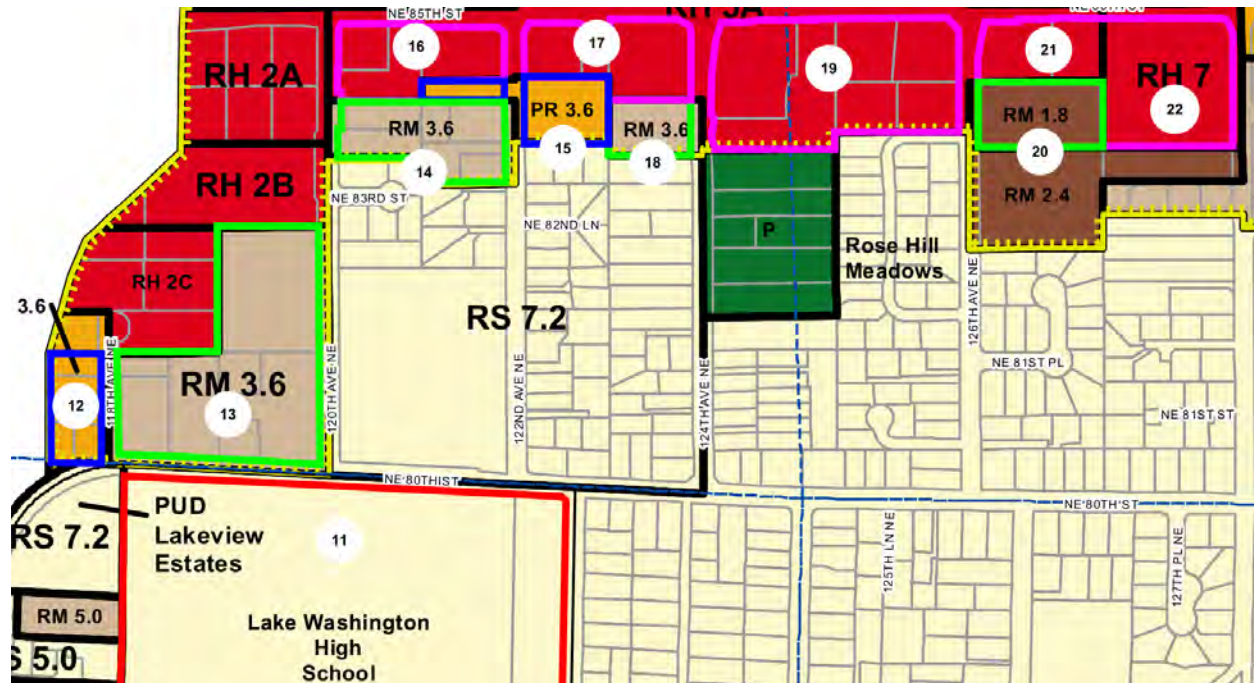 NE 85TH ST
RH 2A
16
17
19
21
RH 7
22
RM 3.6
PR 3.6
15
RM 3.6
18
RM 1.8
20
RM 2.4
14
RH 2B
NE 83RD ST
NE 82ND LN
P
Rose Hill
Meadows
RH 2C
3.6
RS 7.2
126TH AVE NE
118TH AVE NE
120TH AVE NE
122ND AVE NE
124TH AVE NE
NE 81ST PL
NE 81ST ST
RM 3.6
12
13
NE 80TH ST
NE 80TH ST
PUD
Lakeview
Estates
RS 7.2
11
125TH LN NE
127TH PL NE
RM 5.0
Lake Washington
High
School
S 5.0